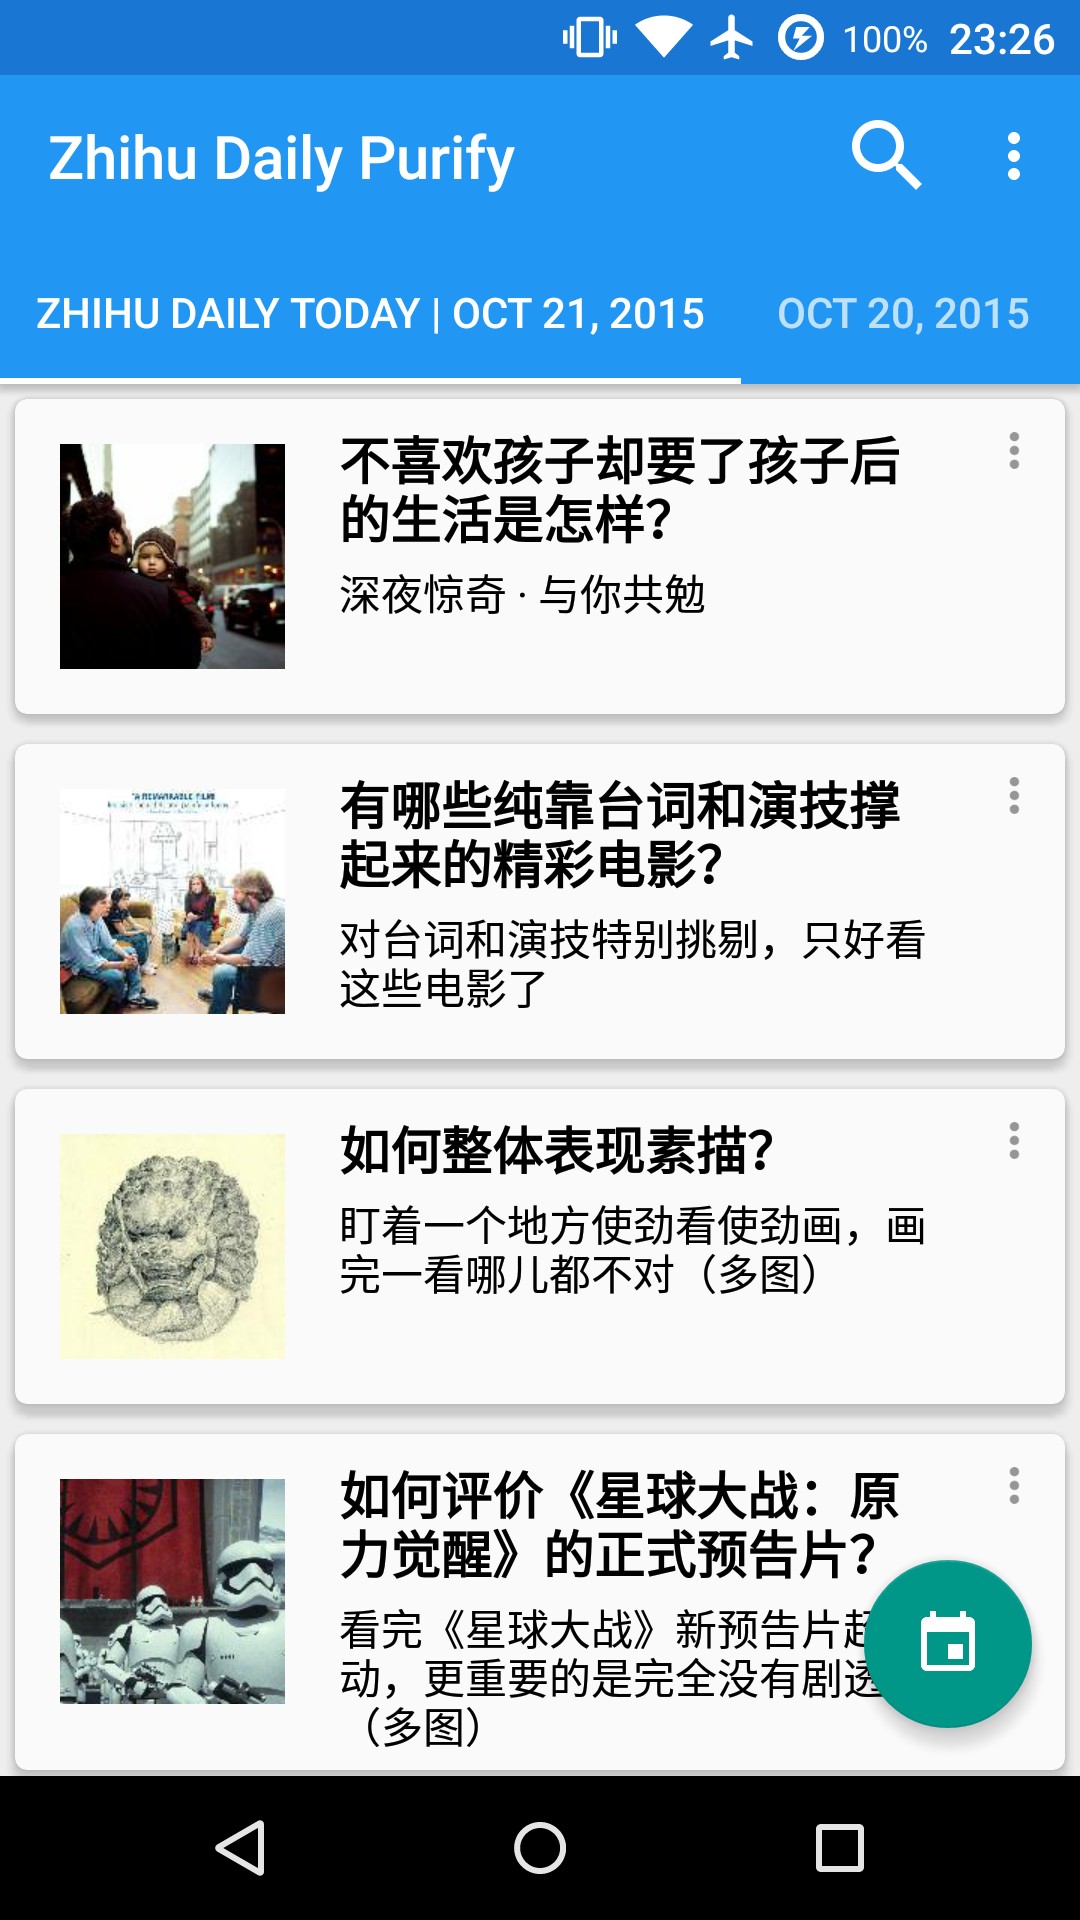 100% 23:26
Zhihu Daily Purify
ZHIHU DAILY TODAY | OCT 21, 2015 OCT 20, 2015
不喜欢孩子却要了孩子后
的生活是怎样？
深夜惊奇 · 与你共勉
"A REMARKABLE FILM!
有哪些纯靠台词和演技撑
起来的精彩电影？
对台词和演技特别挑剔，只好看
这些电影了
如何整体表现素描？
盯着一个地方使劲看使劲画，画
完一看哪儿都不对（多图）
如何评价《星球大战：原
力觉醒》的正式预告片？
看完《星球大战》新预告片
动，更重要的是完全没有剧透
（多图）